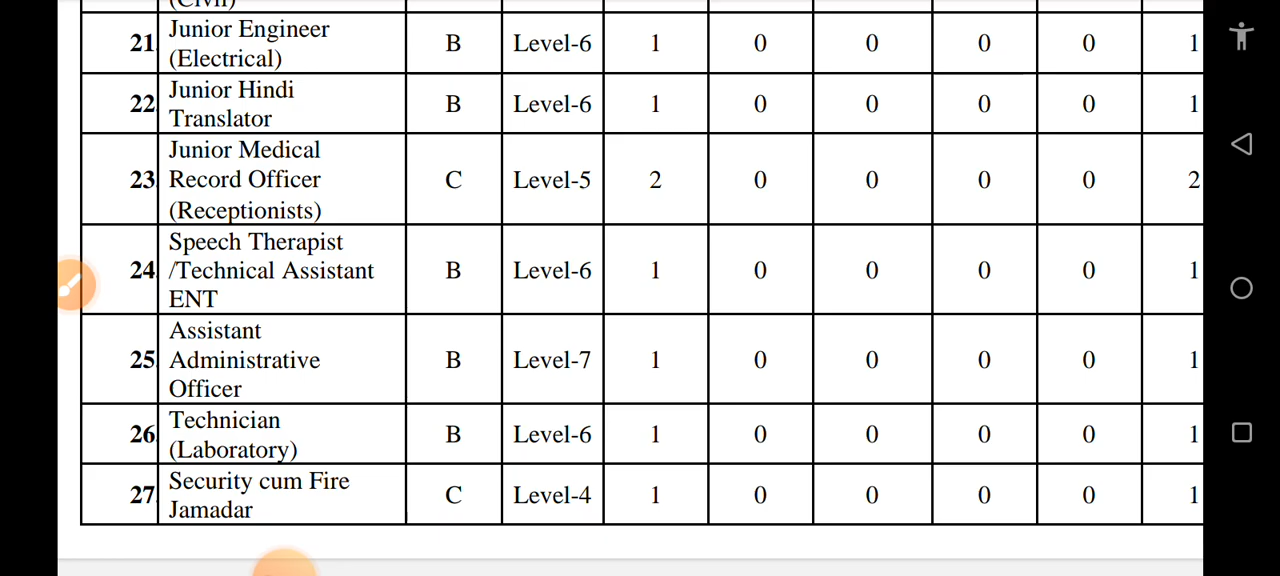 (Civil)
21. Junior Engineer (Electrical) B Level-6 1 0 0 0 0 1
22. Junior Hindi Translator B Level-6 1 0 0 0 0 1
23. Junior Medical Record Officer (Receptionists) C Level-5 2 0 0 0 0 2
24. Speech Therapist /Technical Assistant ENT B Level-6 1 0 0 0 0 1
25. Assistant Administrative Officer B Level-7 1 0 0 0 0 1
26. Technician (Laboratory) B Level-6 1 0 0 0 0 1
27. Security cum Fire Jamadar C Level-4 1 0 0 0 0 1